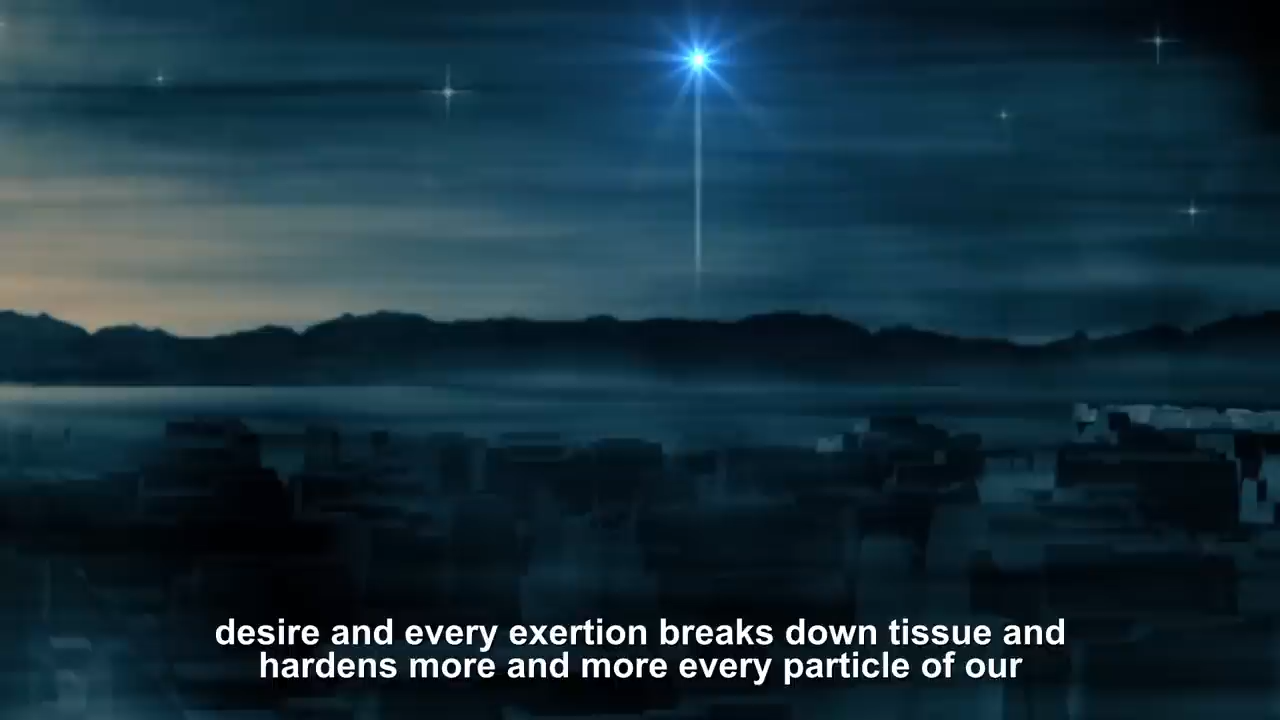 desire and every exertion breaks down tissue and
hardens more and more every particle of our